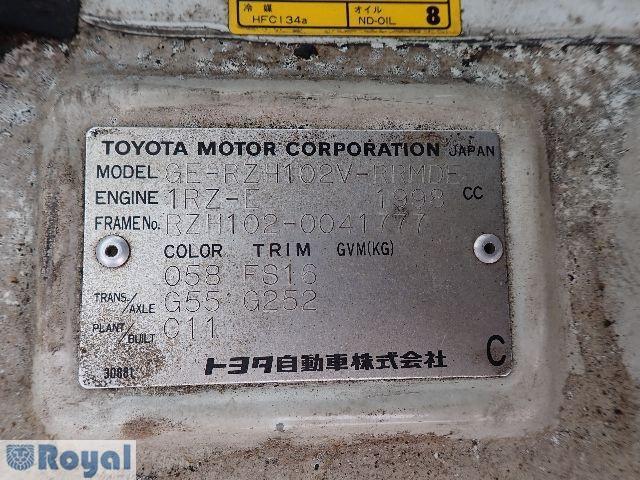 冷 媒 オイル 8
HFC134a ND-OIL
TOYOTA MOTOR CORPORATION JAPAN
MODEL GE-RZH102V-RRMDE
ENGINE 1RZ-E 1998 CC
FRAME No. RZH102-0041777
COLOR TRIM GVM(KG)
058 FS16
TRANS./AXLE G55 G252
PLANT/BUILT C11
トヨタ自動車株式会社 C
30881
Royal